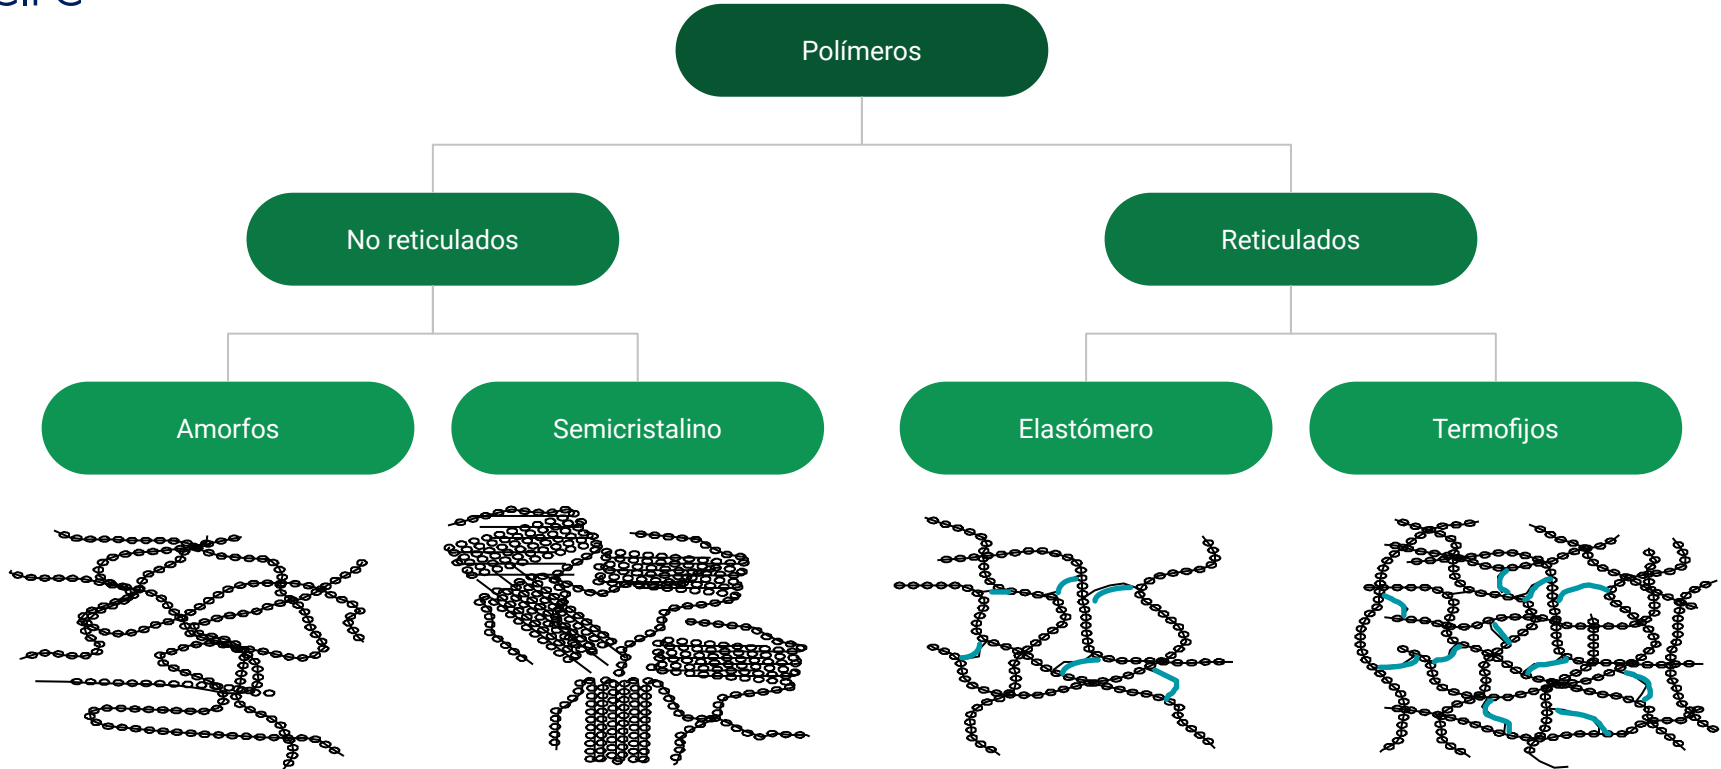 Polímeros
No reticulados
Reticulados
Amorfos
Semicristalino
Elastómero
Termofijos